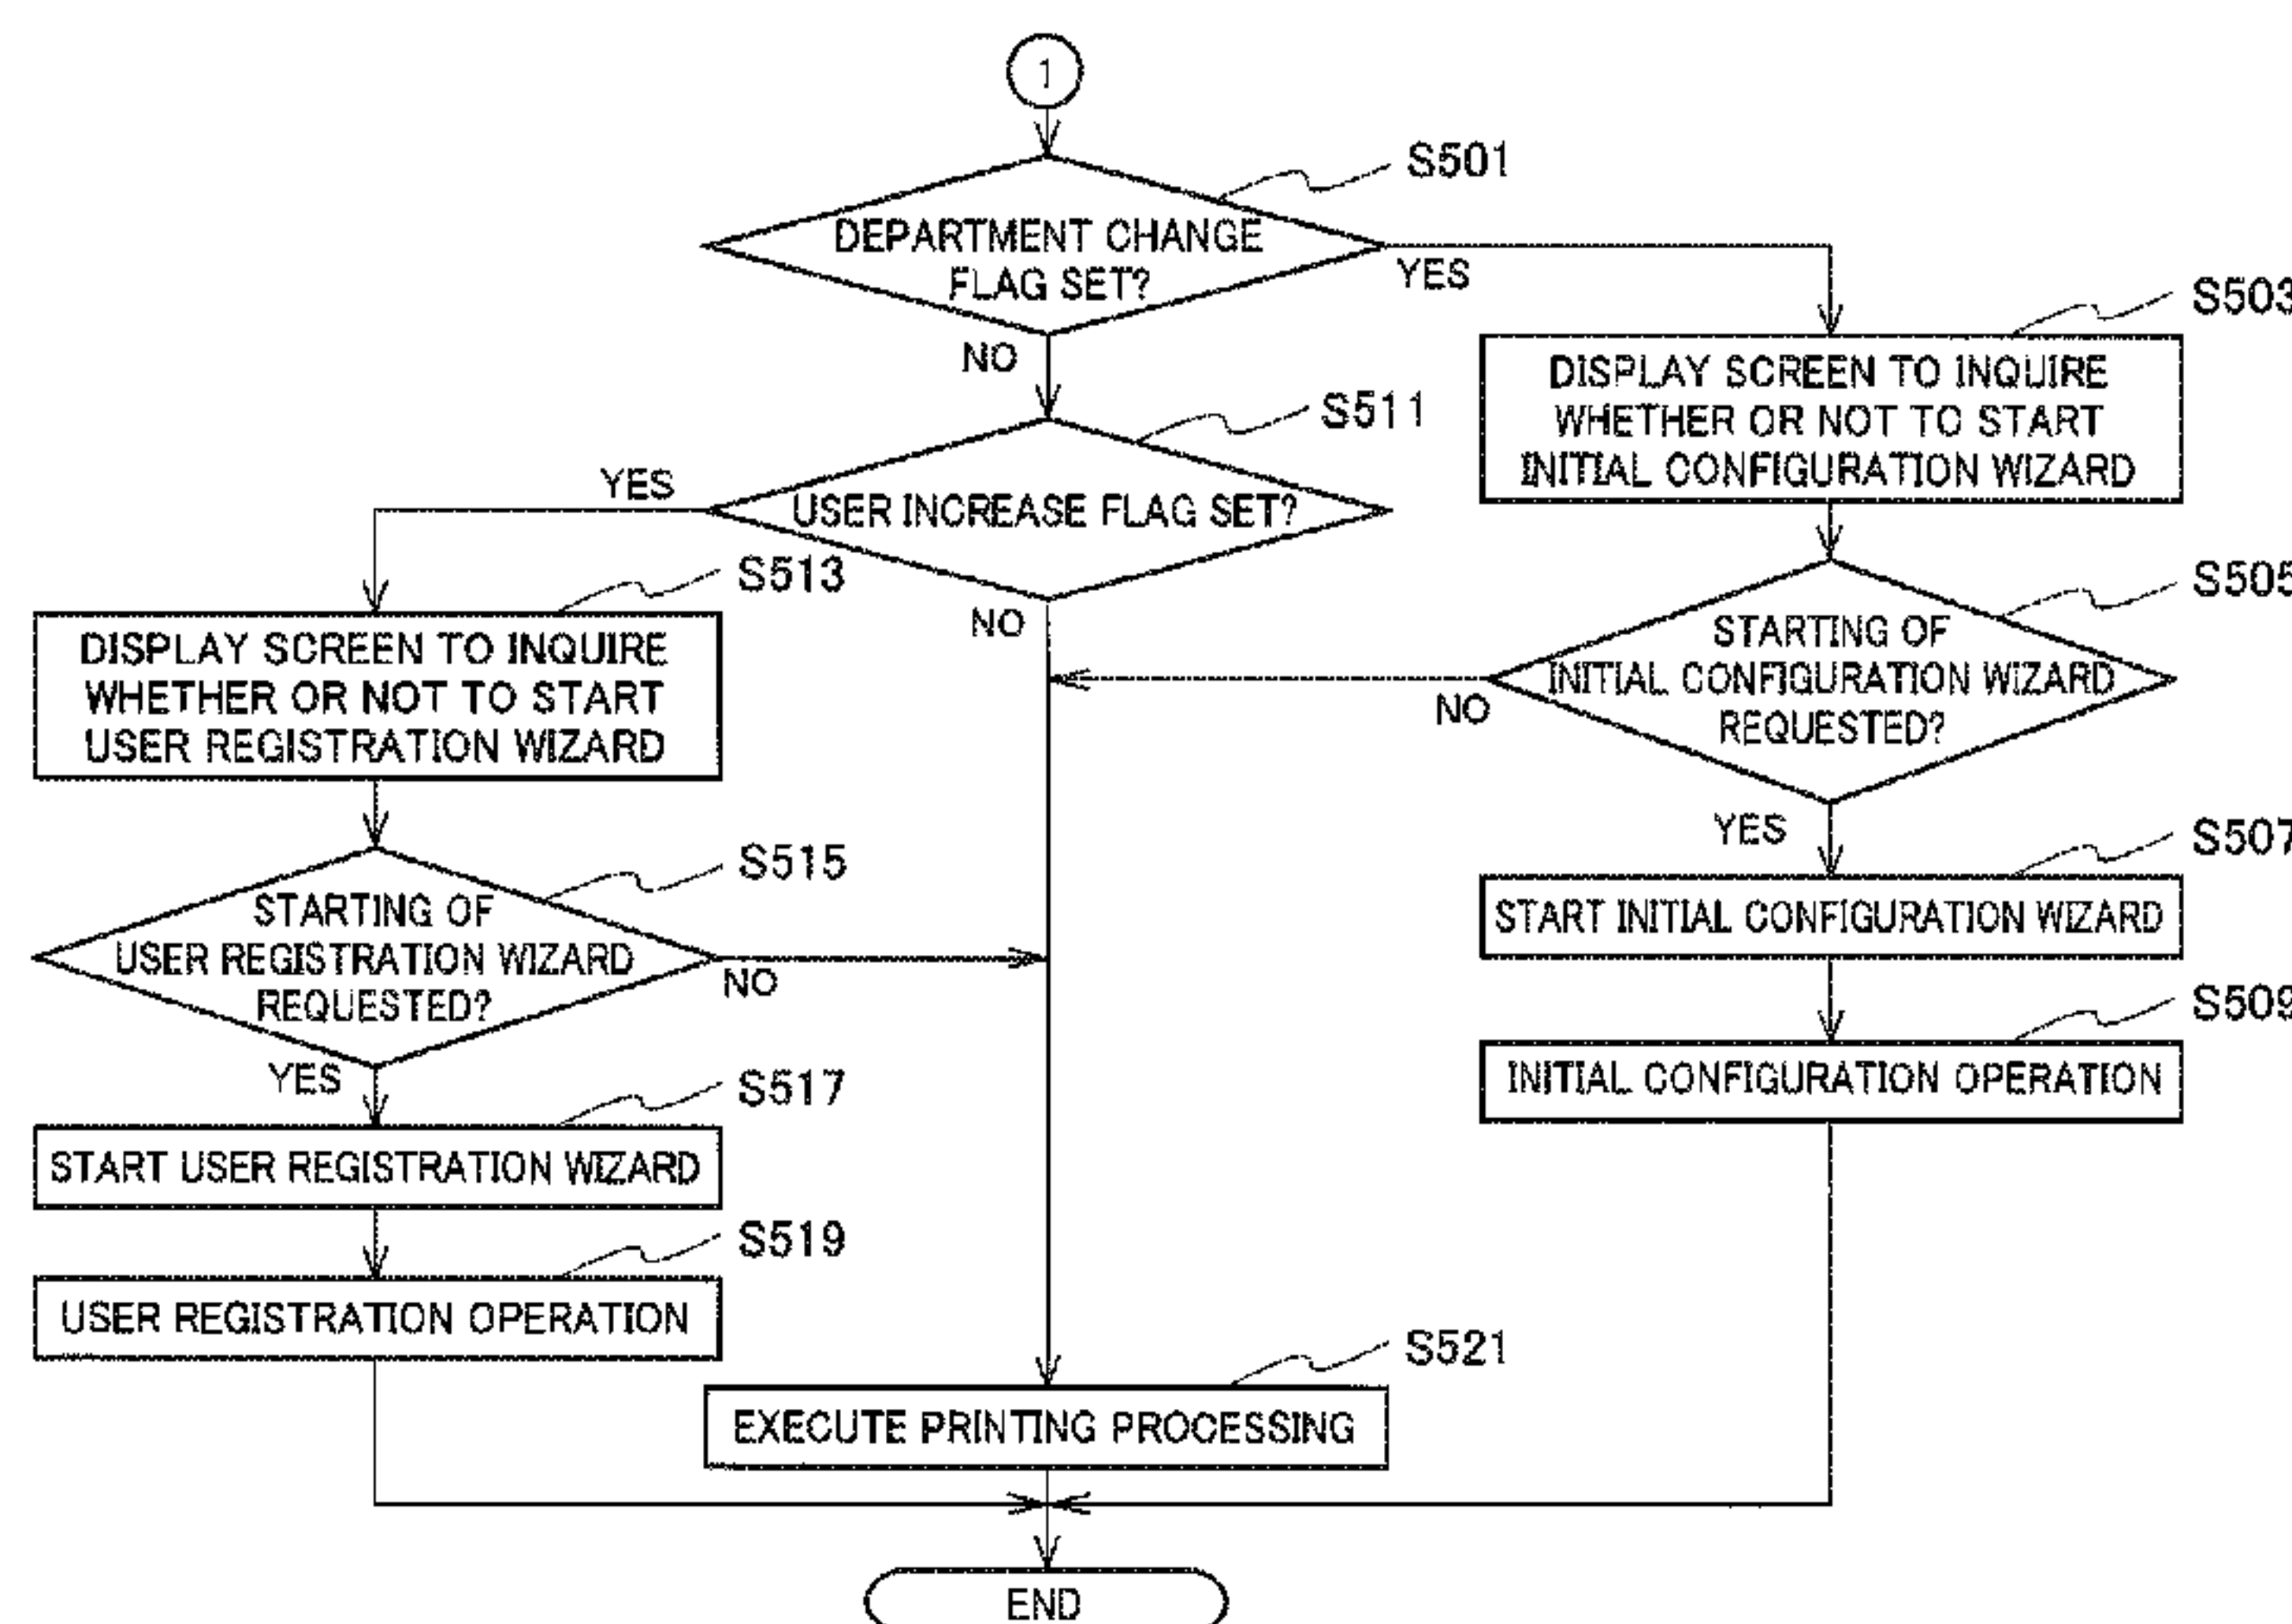 1
S501
DEPARTMENT CHANGE
FLAG SET?
YES
NO
S503
DISPLAY SCREEN TO INQUIRE
WHETHER OR NOT TO START
INITIAL CONFIGURATION WIZARD
S511
USER INCREASE FLAG SET?
YES
NO
S505
STARTING OF
INITIAL CONFIGURATION WIZARD
REQUESTED?
NO
YES
S513
DISPLAY SCREEN TO INQUIRE
WHETHER OR NOT TO START
USER REGISTRATION WIZARD
S507
START INITIAL CONFIGURATION WIZARD
S515
STARTING OF
USER REGISTRATION WIZARD
REQUESTED?
NO
YES
S509
INITIAL CONFIGURATION OPERATION
S517
START USER REGISTRATION WIZARD
S519
USER REGISTRATION OPERATION
S521
EXECUTE PRINTING PROCESSING
END